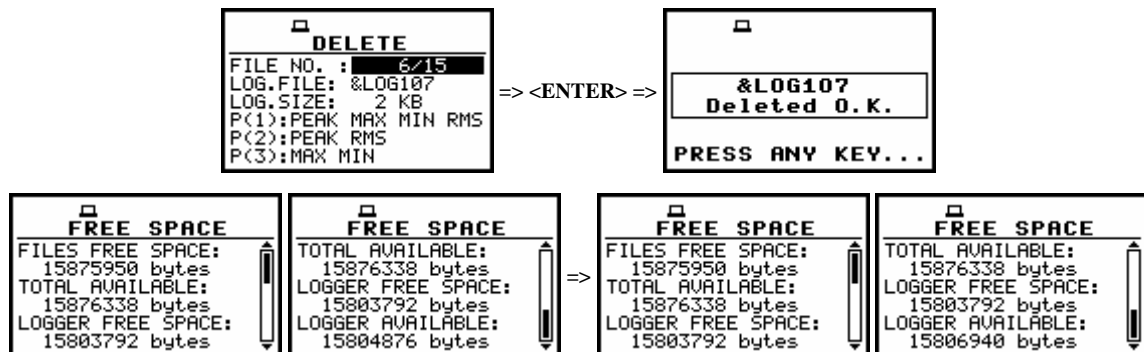 DELETE
FILE NO. : 6/15
LOG.FILE: &LOG107
LOG.SIZE: 2 KB
P(1):PEAK MAX MIN RMS
P(2):PEAK RMS
P(3):MAX MIN
=> <ENTER> =>
&LOG107
Deleted O.K.
PRESS ANY KEY...
FREE SPACE
FILES FREE SPACE:
15875950 bytes
TOTAL AVAILABLE:
15876338 bytes
LOGGER FREE SPACE:
15803792 bytes
FREE SPACE
TOTAL AVAILABLE:
15876338 bytes
LOGGER FREE SPACE:
15803792 bytes
LOGGER AVAILABLE:
15804876 bytes
=>
FREE SPACE
FILES FREE SPACE:
15875950 bytes
TOTAL AVAILABLE:
15876338 bytes
LOGGER FREE SPACE:
15803792 bytes
FREE SPACE
TOTAL AVAILABLE:
15876338 bytes
LOGGER FREE SPACE:
15803792 bytes
LOGGER AVAILABLE:
15806940 bytes